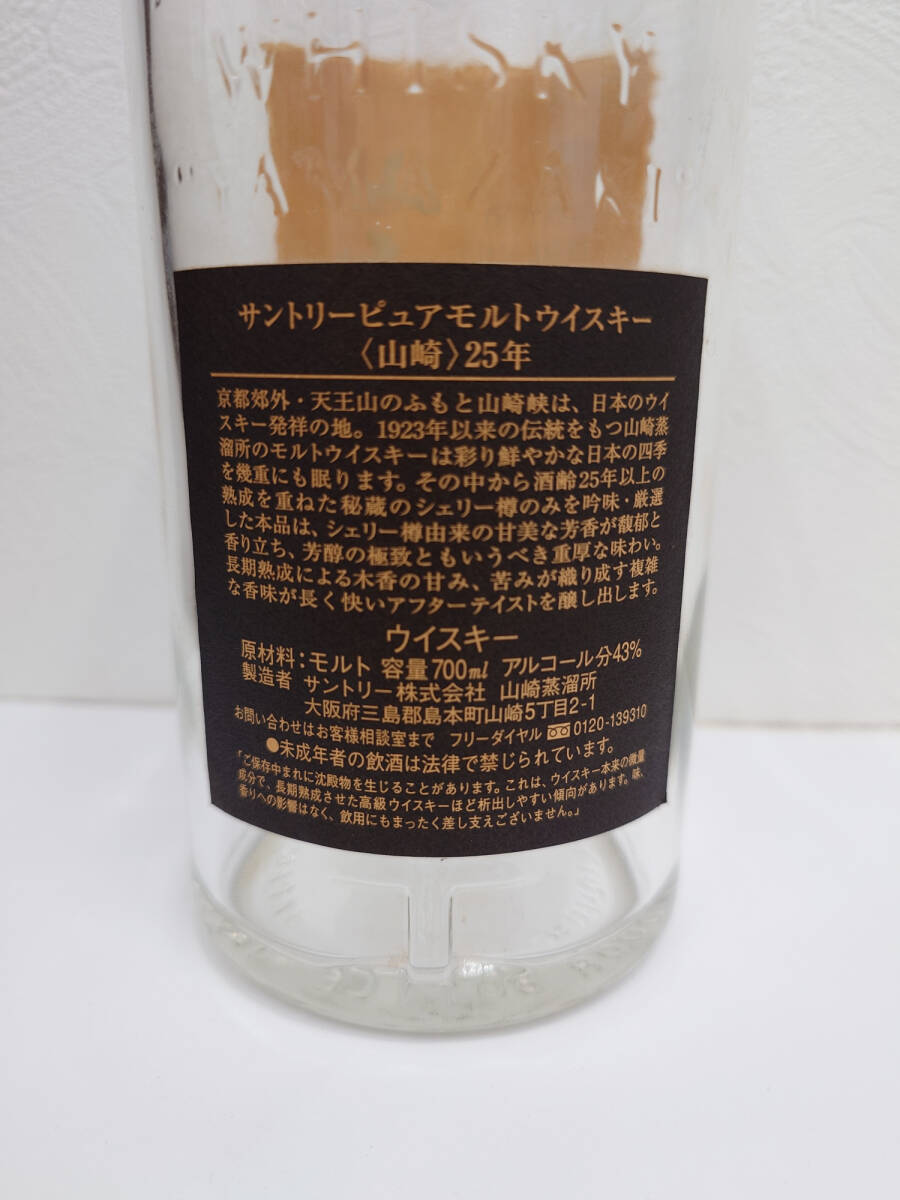 サントリーピュアモルトウイスキー
〈山崎〉25年
京都郊外・天王山のふもと山崎峡は、日本のウイ
スキー発祥の地。1923年以来の伝統をもつ山崎蒸
溜所のモルトウイスキーは彩り鮮やかな日本の四季
を幾重にも眠ります。その中から酒齢25年以上の
熟成を重ねた秘蔵のシェリー樽のみを吟味・厳選
した本品は、シェリー樽由来の甘美な芳香が馥郁と
香り立ち、芳醇の極致ともいうべき重厚な味わい。
長期熟成による木香の甘み、苦みが織り成す複雑
な香味が長く快いアフターテイストを醸し出します。
ウイスキー
原材料：モルト 容量700ml アルコール分43%
製造者 サントリー株式会社 山崎蒸溜所
大阪府三島郡島本町山崎5丁目2-1
お問い合わせはお客様相談室まで フリーダイヤル 0120-139310
●未成年者の飲酒は法律で禁じられています。
「ご保存中まれに沈殿物を生じることがあります。これは、ウイスキー本来の微量
成分で、長期熟成させた高級ウイスキーほど析出しやすい傾向があります。味、
香りへの影響はなく、飲用にもまったく差し支えございません。」